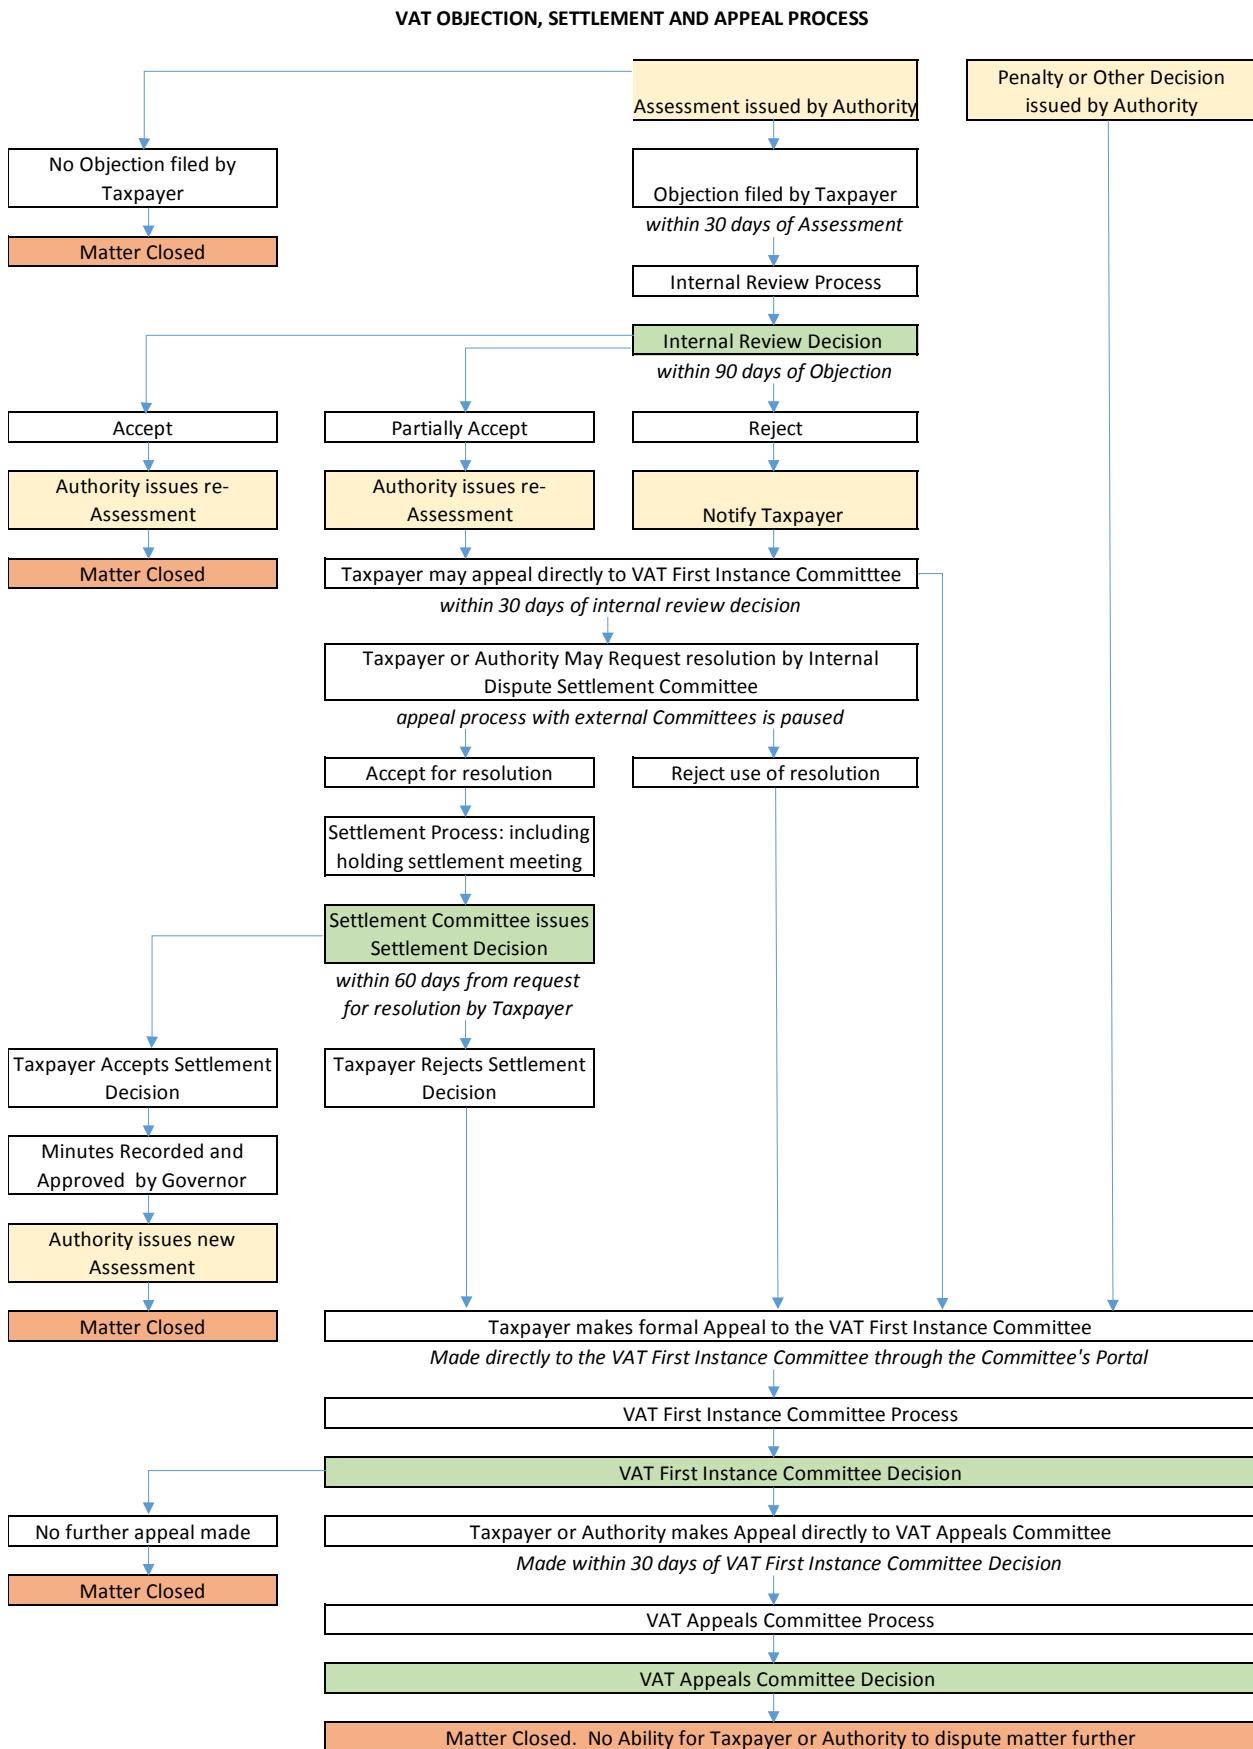 VAT OBJECTION, SETTLEMENT AND APPEAL PROCESS
Assessment issued by Authority
Penalty or Other Decision
issued by Authority
No Objection filed by
Taxpayer
Objection filed by Taxpayer
within 30 days of Assessment
Matter Closed
Internal Review Process
Internal Review Decision
within 90 days of Objection
Accept
Partially Accept
Reject
Authority issues re-
Assessment
Authority issues re-
Assessment
Notify Taxpayer
Matter Closed
Taxpayer may appeal directly to VAT First Instance Committtee
within 30 days of internal review decision
Taxpayer or Authority May Request resolution by Internal
Dispute Settlement Committee
appeal process with external Committees is paused
Accept for resolution
Reject use of resolution
Settlement Process: including
holding settlement meeting
Settlement Committee issues
Settlement Decision
within 60 days from request
for resolution by Taxpayer
Taxpayer Accepts Settlement
Decision
Taxpayer Rejects Settlement
Decision
Minutes Recorded and
Approved by Governor
Authority issues new
Assessment
Matter Closed
Taxpayer makes formal Appeal to the VAT First Instance Committee
Made directly to the VAT First Instance Committee through the Committee's Portal
VAT First Instance Committee Process
VAT First Instance Committee Decision
No further appeal made
Taxpayer or Authority makes Appeal directly to VAT Appeals Committee
Made within 30 days of VAT First Instance Committee Decision
Matter Closed
VAT Appeals Committee Process
VAT Appeals Committee Decision
Matter Closed. No Ability for Taxpayer or Authority to dispute matter further